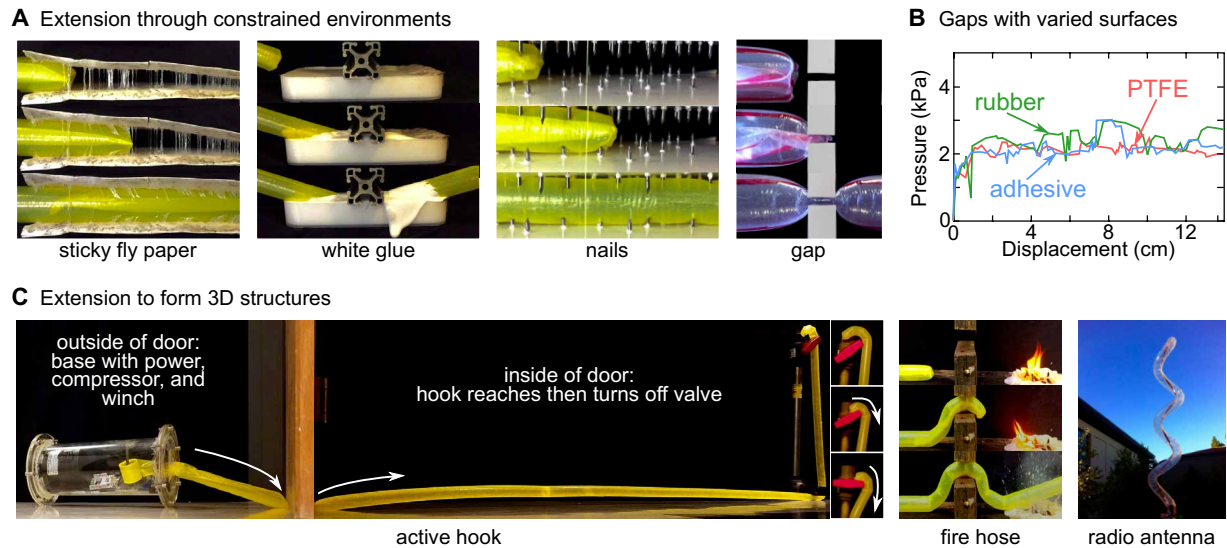 A Extension through constrained environments
sticky fly paper
white glue
nails
gap
B Gaps with varied surfaces
Pressure (kPa)
4
2
0
rubber
PTFE
adhesive
0 4 8 12
Displacement (cm)
C Extension to form 3D structures
outside of door:
base with power,
compressor, and
winch
inside of door:
hook reaches then turns off valve
active hook
fire hose
radio antenna